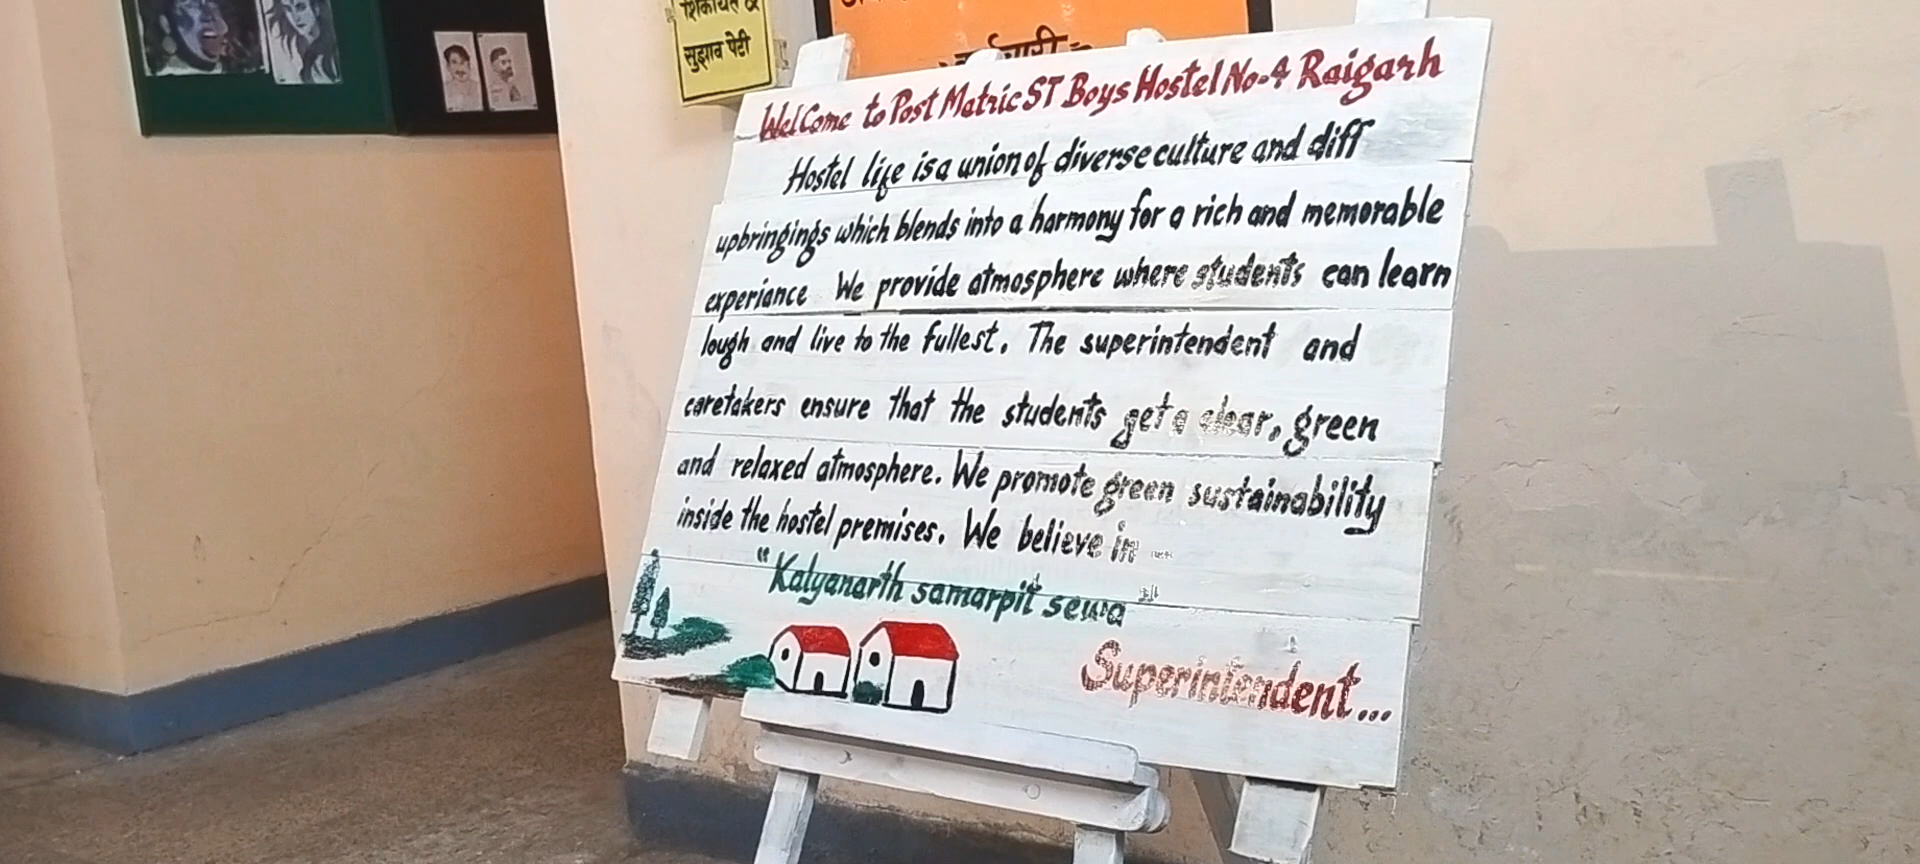 शिकायत &
सुझाव पेटी
WelCome to Post Matric ST Boys Hostel No-4 Raigarh
Hostel life is a union of diverse culture and diff
upbringings which blends into a harmony for a rich and memorable
experiance We provide atmosphere where students can learn
lough and live to the fullest. The superintendent and
caretakers ensure that the students get a clear, green
and relaxed atmosphere. We promote green sustainability
inside the hostel premises. We believe in --
"Kalyanarth samarpit sewa"
Superintendent...